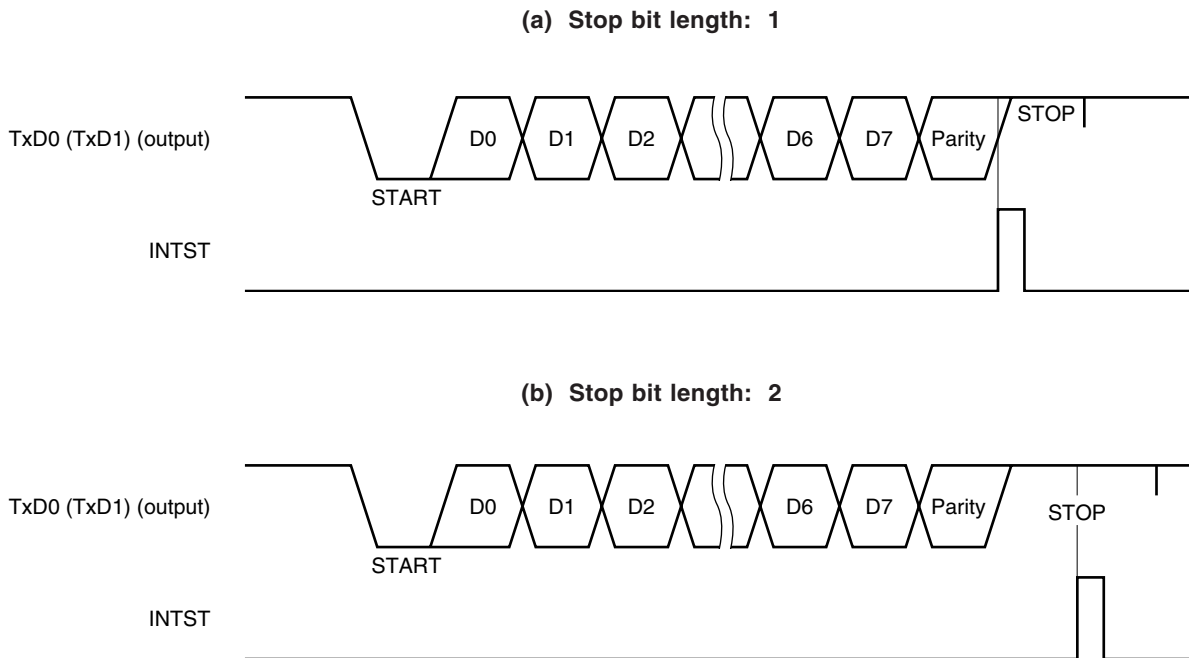 (a) Stop bit length: 1
TxD0 (TxD1) (output)
D0 D1 D2 D6 D7 Parity STOP
START
INTST
(b) Stop bit length: 2
TxD0 (TxD1) (output)
D0 D1 D2 D6 D7 Parity STOP
START
INTST